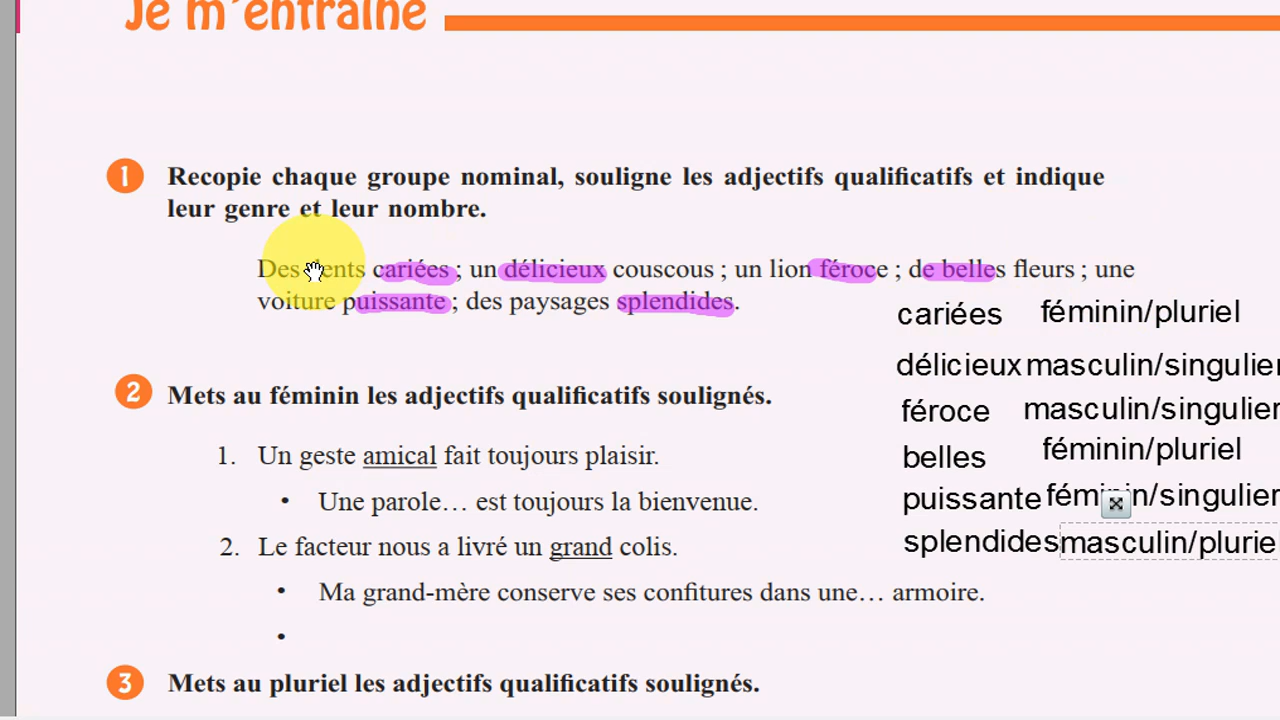 Je m'entraîne
1 Recopie chaque groupe nominal, souligne les adjectifs qualificatifs et indique
leur genre et leur nombre.
Des dents cariées ; un délicieux couscous ; un lion féroce ; de belles fleurs ; une
voiture puissante ; des paysages splendides.
cariées féminin/pluriel
délicieux masculin/singulier
féroce masculin/singulier
belles féminin/pluriel
puissante féminin/singulier
splendides masculin/pluriel
2 Mets au féminin les adjectifs qualificatifs soulignés.
1. Un geste amical fait toujours plaisir.
• Une parole… est toujours la bienvenue.
2. Le facteur nous a livré un grand colis.
• Ma grand-mère conserve ses confitures dans une… armoire.
•
3 Mets au pluriel les adjectifs qualificatifs soulignés.